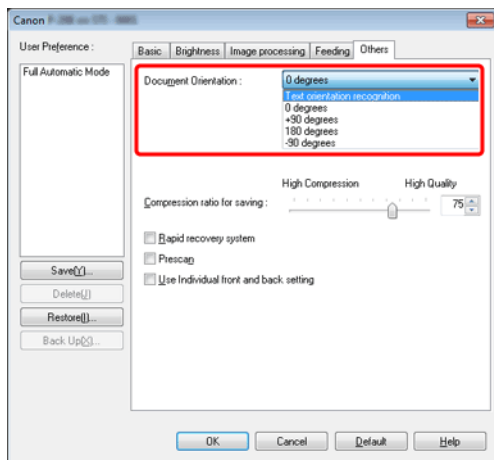 Canon
User Preference :
Full Automatic Mode
Save(Y)...
Delete(J)
Restore(I)...
Back Up(X)...
Basic Brightness Image processing Feeding Others
Document Orientation : 0 degrees
Text orientation recognition
0 degrees
+90 degrees
180 degrees
-90 degrees
High Compression High Quality
Compression ratio for saving : 75
Rapid recovery system
Prescan
Use Individual front and back setting
OK Cancel Default Help